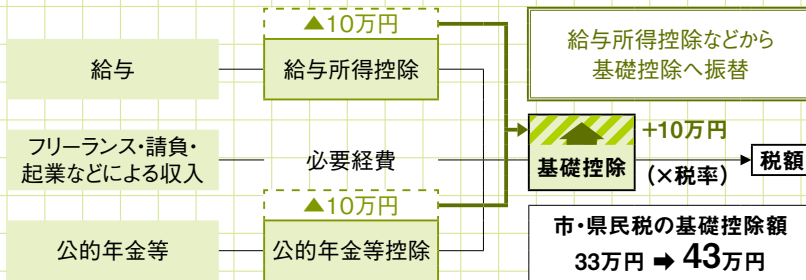 ▲10万円
給与
給与所得控除
給与所得控除などから
基礎控除へ振替
フリーランス・請負・
起業などによる収入
必要経費
+10万円
基礎控除
(×税率)
税額
▲10万円
公的年金等
公的年金等控除
市・県民税の基礎控除額
33万円 ➡ 43万円